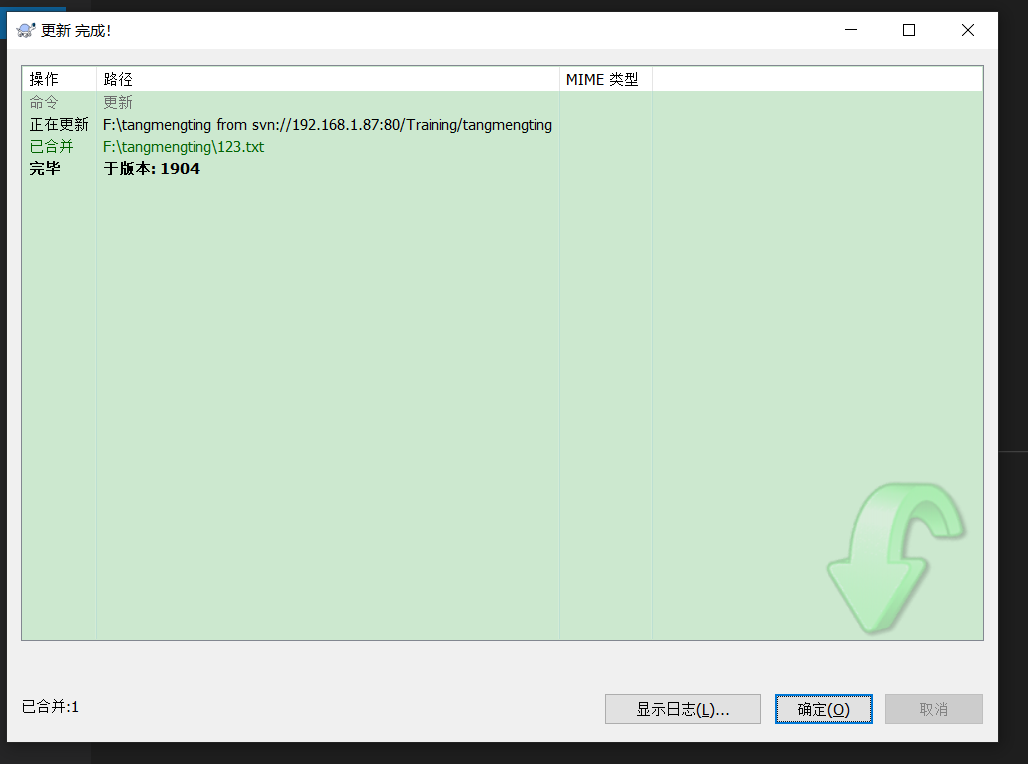 更新 完成!
操作 路径 MIME 类型
命令 更新
正在更新 F:\tangmengting from svn://192.168.1.87:80/Training/tangmengting
已合并 F:\tangmengting\123.txt
完毕 于版本: 1904
已合并:1
显示日志(L)... 确定(O) 取消